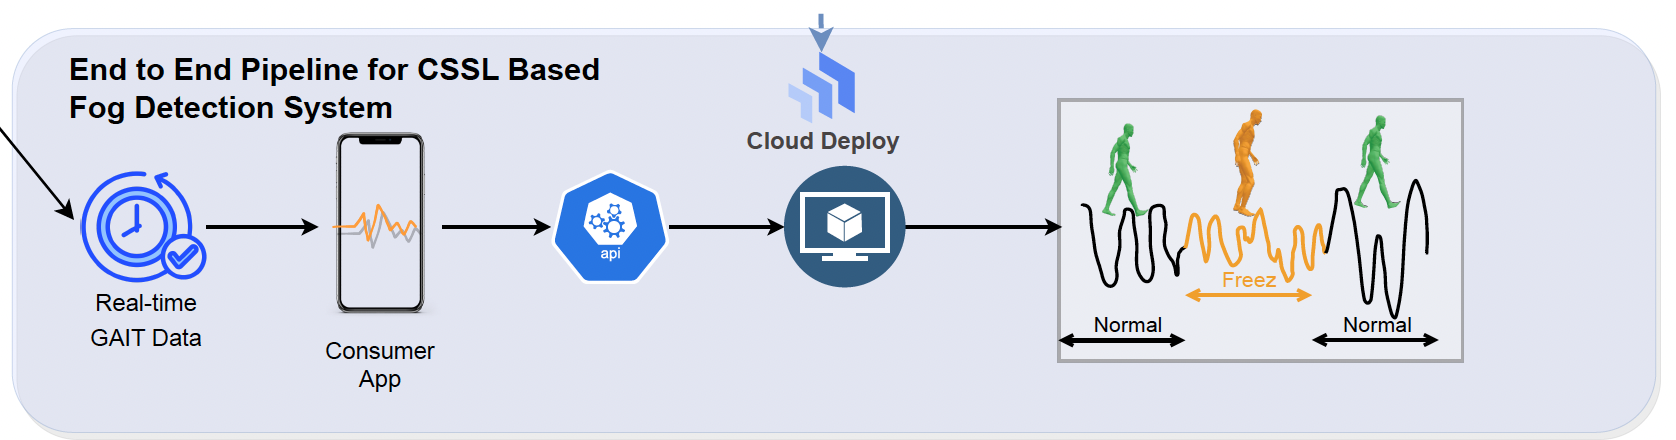 End to End Pipeline for CSSL Based
Fog Detection System
Cloud Deploy
api
Real-time
GAIT Data
Consumer
App
Freez
Normal
Normal